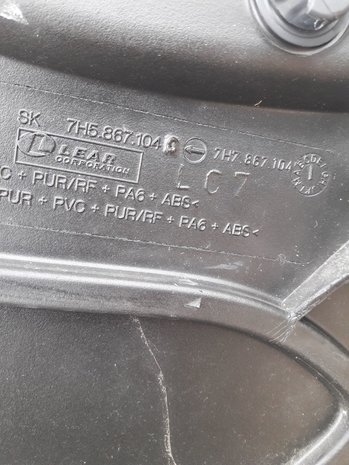 SK 7H5.867.104 7H7.867.104
LEAR
CORPORATION
LC7
C + PUR/RF + PA6 + ABS<
PUR + PVC + PUR/RF + PA6 + ABS<